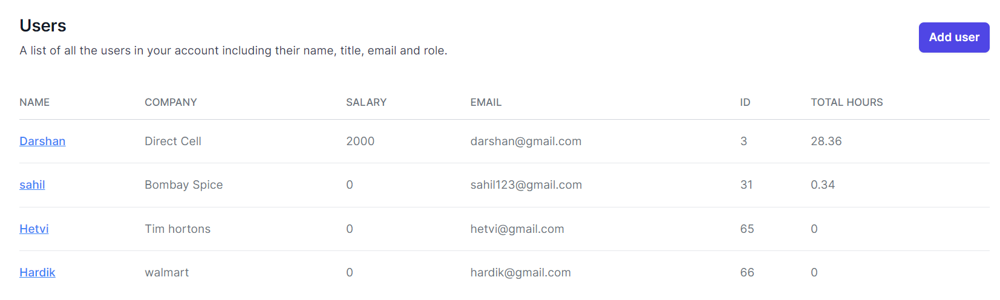 Users
Add user
A list of all the users in your account including their name, title, email and role.
NAME COMPANY SALARY EMAIL ID TOTAL HOURS
Darshan Direct Cell 2000 darshan@gmail.com 3 28.36
sahil Bombay Spice 0 sahil123@gmail.com 31 0.34
Hetvi Tim hortons 0 hetvi@gmail.com 65 0
Hardik walmart 0 hardik@gmail.com 66 0